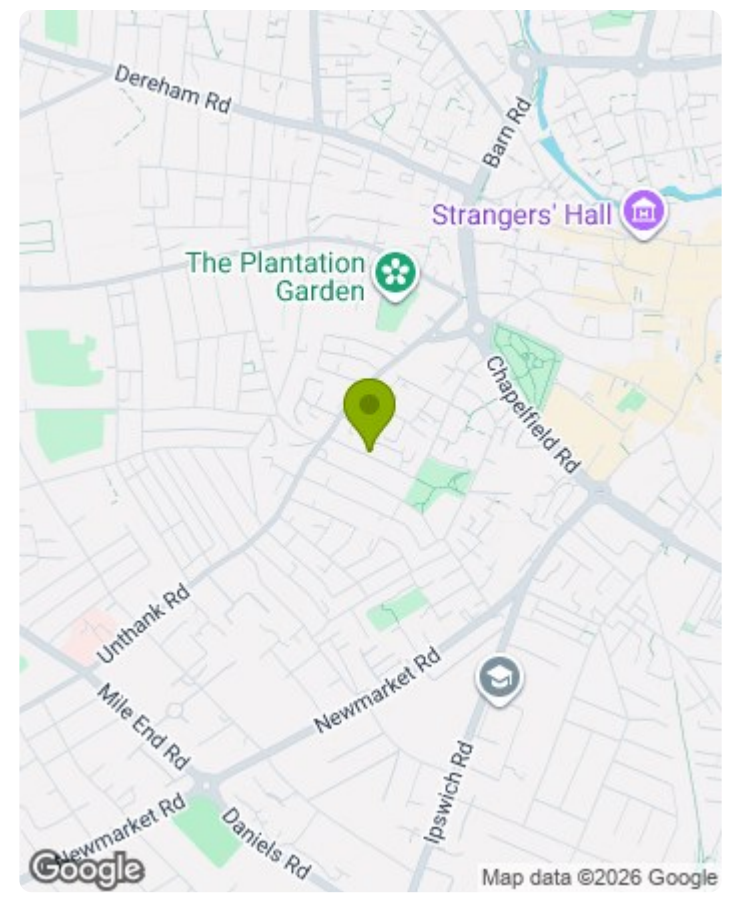 Dereham Rd
Barn Rd
Strangers' Hall
The Plantation
Garden
Chapelfield Rd
Unthank Rd
Newmarket Rd
Mile End Rd
Ipswich Rd
Newmarket Rd
Daniels Rd
Google
Map data ©2026 Google